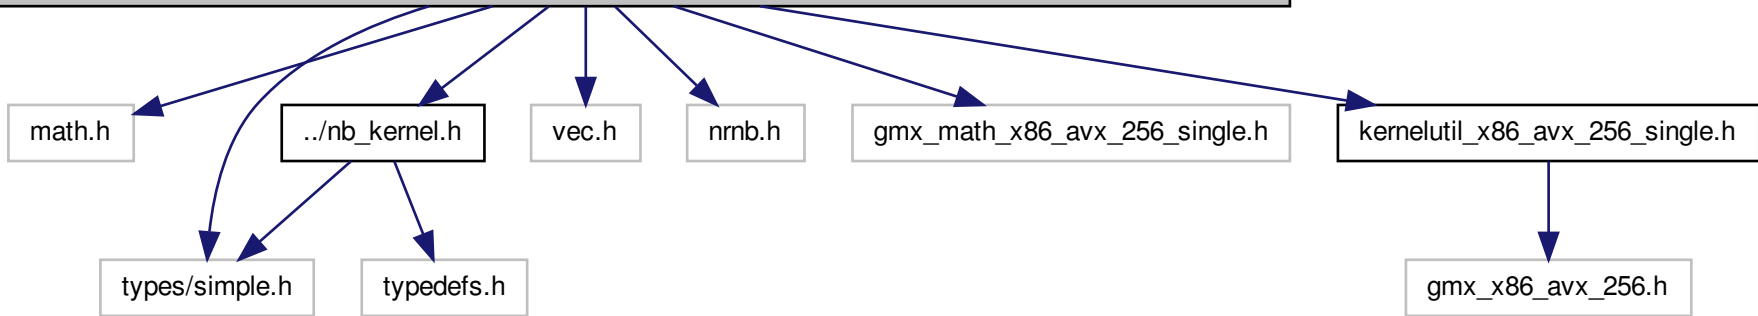 math.h
../nb_kernel.h
vec.h
nrnb.h
gmx_math_x86_avx_256_single.h
kernelutil_x86_avx_256_single.h
types/simple.h
typedefs.h
gmx_x86_avx_256.h